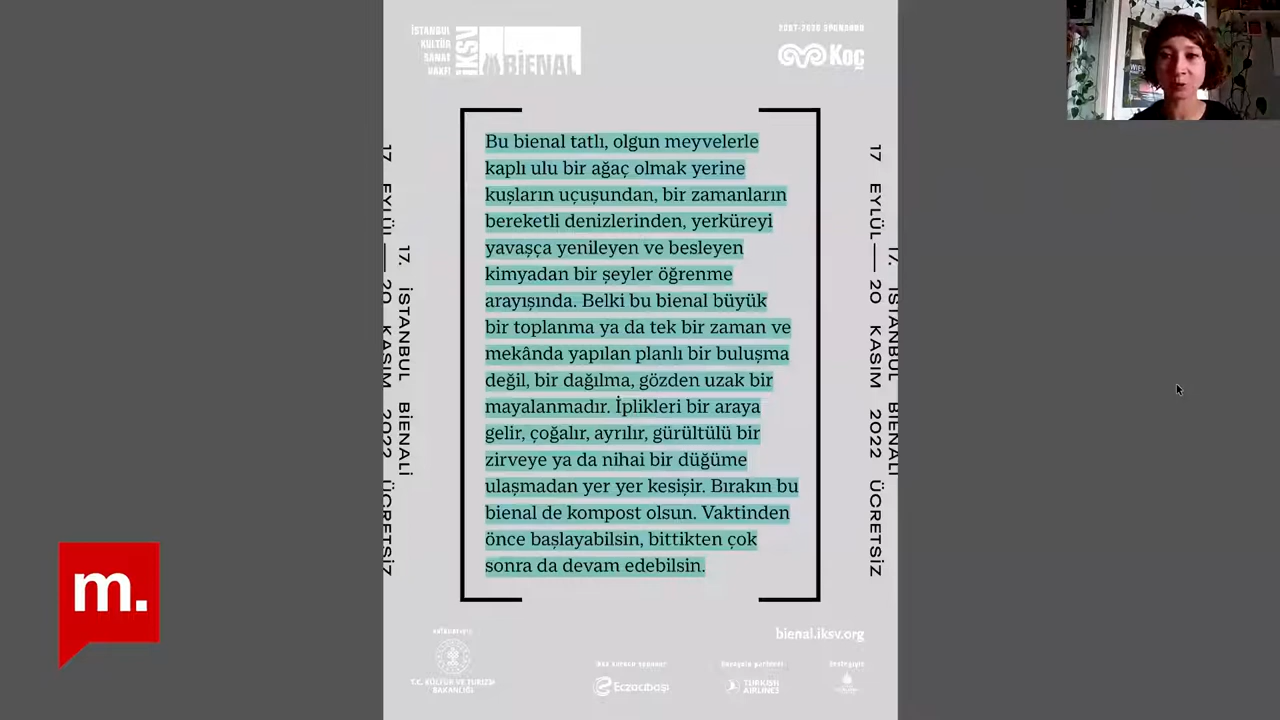 İSTANBUL
KÜLTÜR
SANAT
VAKFI
İKSV
BİENAL
2007-2036 SPONSORU
Koç
17 EYLÜL — 20 KASIM 2022 ÜCRETSİZ
17. İSTANBUL BİENALİ
Bu bienal tatlı, olgun meyvelerle
kaplı ulu bir ağaç olmak yerine
kuşların uçuşundan, bir zamanların
bereketli denizlerinden, yerküreyi
yavaşça yenileyen ve besleyen
kimyadan bir şeyler öğrenme
arayışında. Belki bu bienal büyük
bir toplanma ya da tek bir zaman ve
mekânda yapılan planlı bir buluşma
değil, bir dağılma, gözden uzak bir
mayalanmadır. İplikleri bir araya
gelir, çoğalır, ayrılır, gürültülü bir
zirveye ya da nihai bir düğüme
ulaşmadan yer yer kesişir. Bırakın bu
bienal de kompost olsun. Vaktinden
önce başlayabilsin, bittikten çok
sonra da devam edebilsin.
17 EYLÜL — 20 KASIM 2022 ÜCRETSİZ
17. İSTANBUL BİENALİ
m.
bienal.iksv.org
T.C. KÜLTÜR VE TURİZM
BAKANLIĞI
Eczacıbaşı
TURKISH
AIRLINES